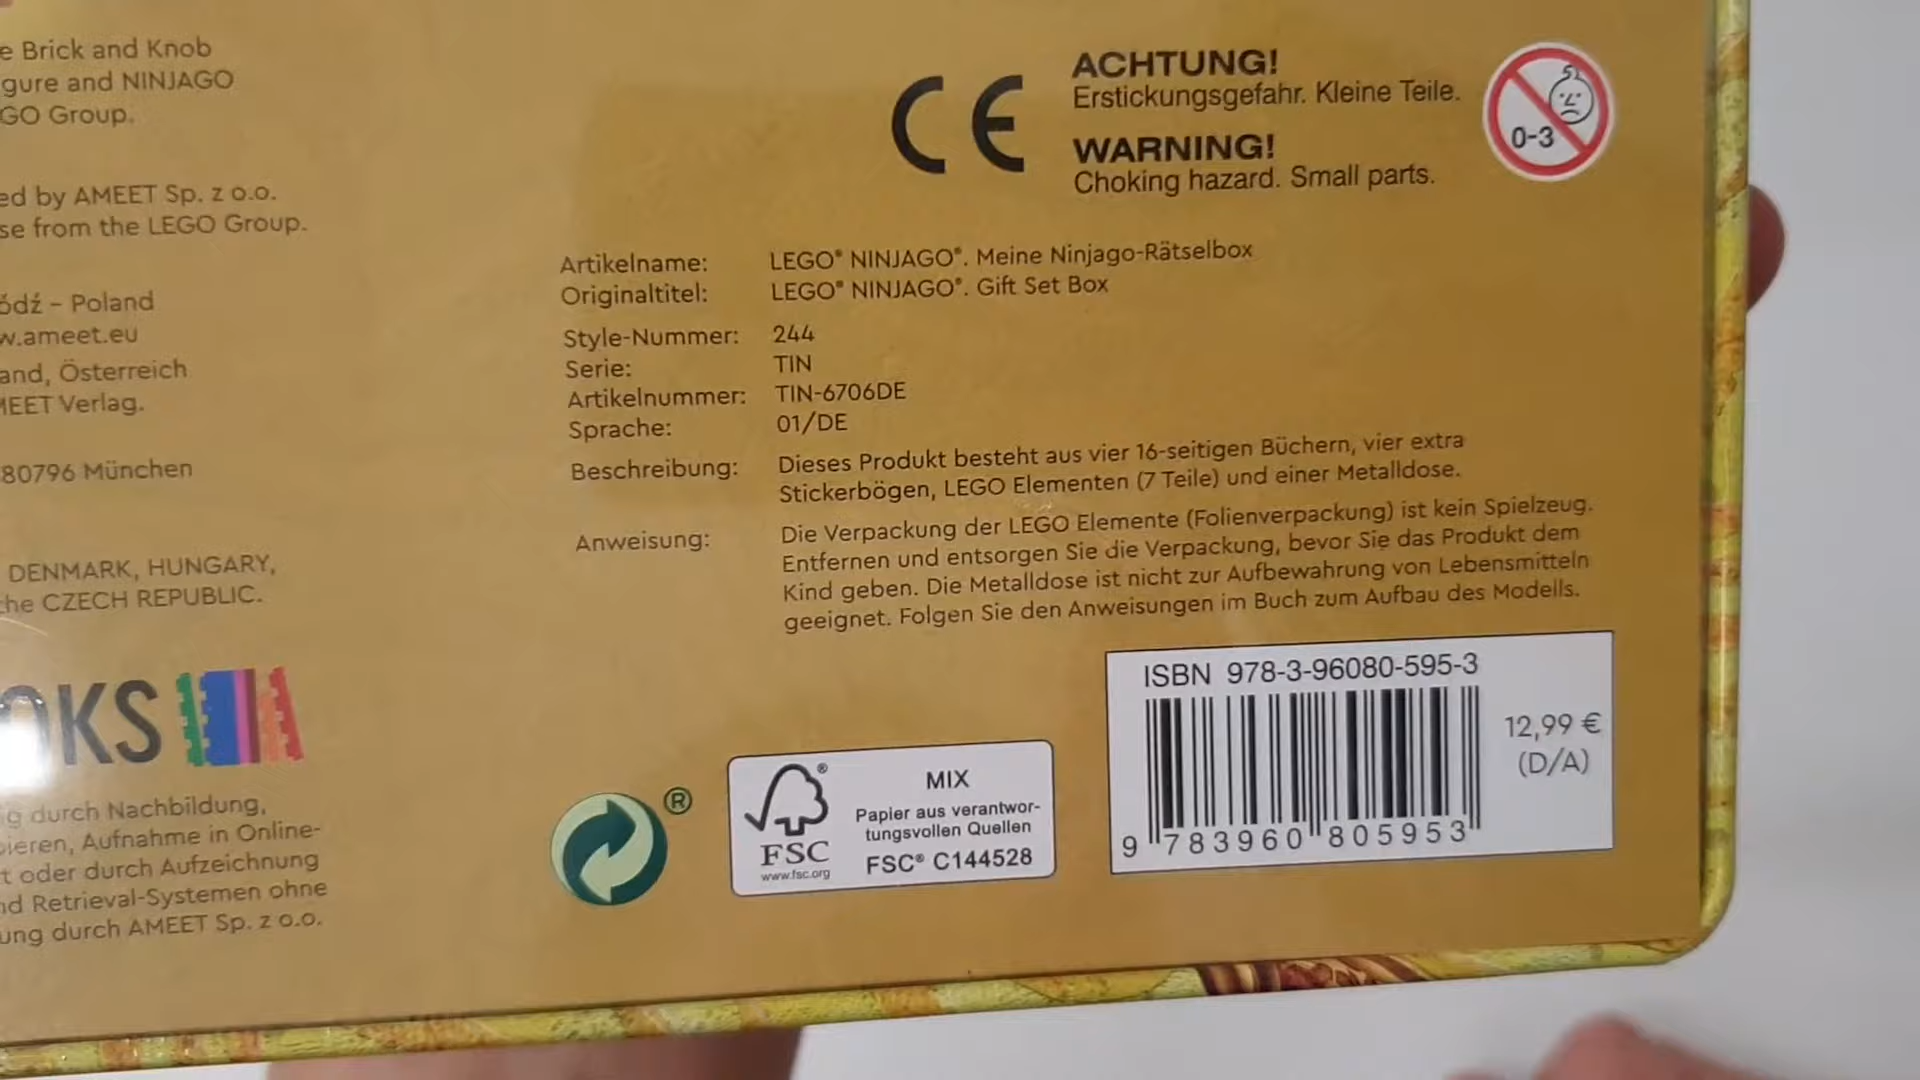 e Brick and Knob
gure and NINJAGO
GO Group.
ed by AMEET Sp. z o.o.
se from the LEGO Group.
ódź – Poland
w.ameet.eu
and, Österreich
MEET Verlag.
80796 München
DENMARK, HUNGARY,
the CZECH REPUBLIC.
OKS
ig durch Nachbildung,
pieren, Aufnahme in Online-
t oder durch Aufzeichnung
nd Retrieval-Systemen ohne
ung durch AMEET Sp. z o.o.
CE
ACHTUNG!
Erstickungsgefahr. Kleine Teile.
WARNING!
Choking hazard. Small parts.
0-3
Artikelname: LEGO® NINJAGO®. Meine Ninjago-Rätselbox
Originaltitel: LEGO® NINJAGO®. Gift Set Box
Style-Nummer: 244
Serie: TIN
Artikelnummer: TIN-6706DE
Sprache: 01/DE
Beschreibung: Dieses Produkt besteht aus vier 16-seitigen Büchern, vier extra
Stickerbögen, LEGO Elementen (7 Teile) und einer Metalldose.
Anweisung: Die Verpackung der LEGO Elemente (Folienverpackung) ist kein Spielzeug.
Entfernen und entsorgen Sie die Verpackung, bevor Sie das Produkt dem
Kind geben. Die Metalldose ist nicht zur Aufbewahrung von Lebensmitteln
geeignet. Folgen Sie den Anweisungen im Buch zum Aufbau des Modells.
®
®
FSC
www.fsc.org
MIX
Papier aus verantwor-
tungsvollen Quellen
FSC® C144528
ISBN 978-3-96080-595-3
9 783960 805953
12,99 €
(D/A)